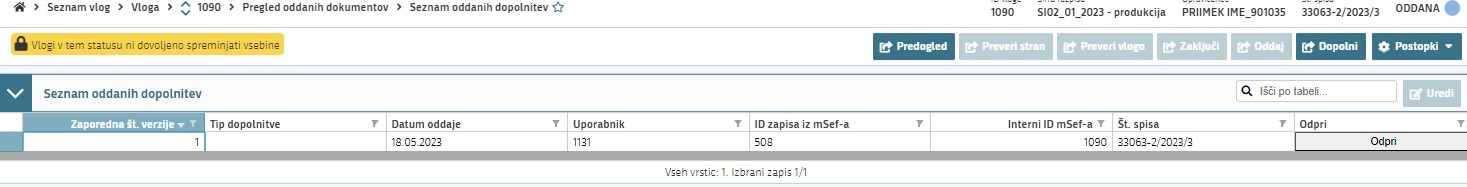 Seznam vlog > Vloga > 1090 > Pregled oddanih dokumentov > Seznam oddanih dopolnitev
1090 SI02_01_2023 - produkcija PRIIMEK IME_901035 33063-2/2023/3 ODDANA
Vlogi v tem statusu ni dovoljeno spreminjati vsebine
Predogled Preveri stran Preveri vlogo Zaključi Oddaj Dopolni Postopki
Seznam oddanih dopolnitev
Išči po tabeli... Uredi
Zaporedna št. verzije Tip dopolnitve Datum oddaje Uporabnik ID zapisa iz mSef-a Interni ID mSef-a Št. spisa Odpri
1 18.05.2023 1131 508 1090 33063-2/2023/3 Odpri
Vseh vrstic: 1. Izbrani zapis 1/1